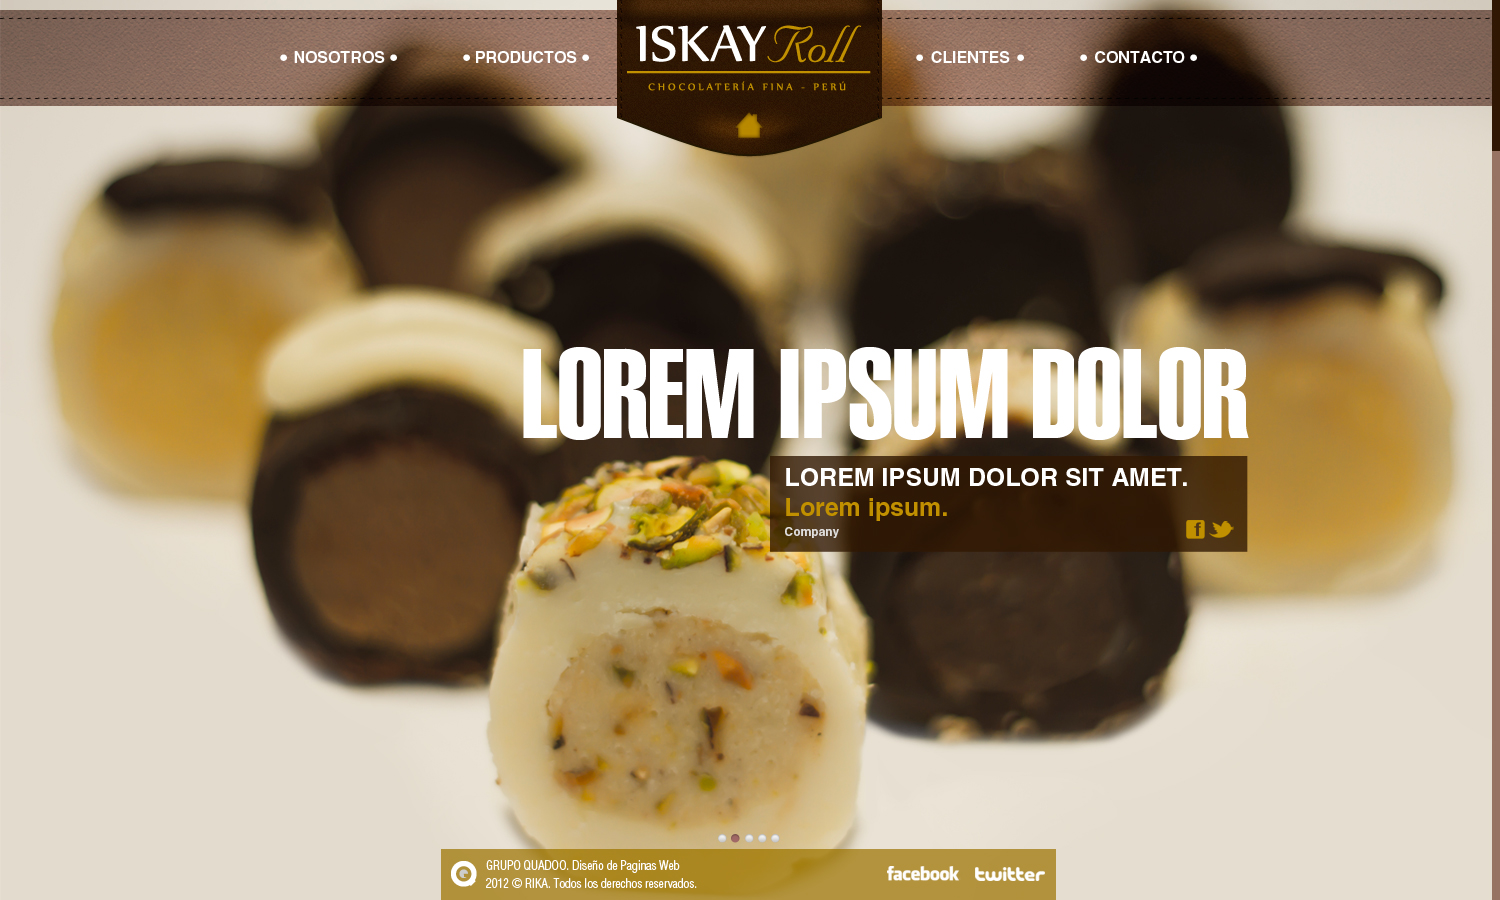 • NOSOTROS •
• PRODUCTOS •
ISKAY Roll
CHOCOLATERÍA FINA - PERÚ
• CLIENTES •
• CONTACTO •
LOREM IPSUM DOLOR
LOREM IPSUM DOLOR SIT AMET.
Lorem ipsum.
Company
f
GRUPO QUADOO. Diseño de Paginas Web
2012 © RIKA. Todos los derechos reservados.
facebook
twitter